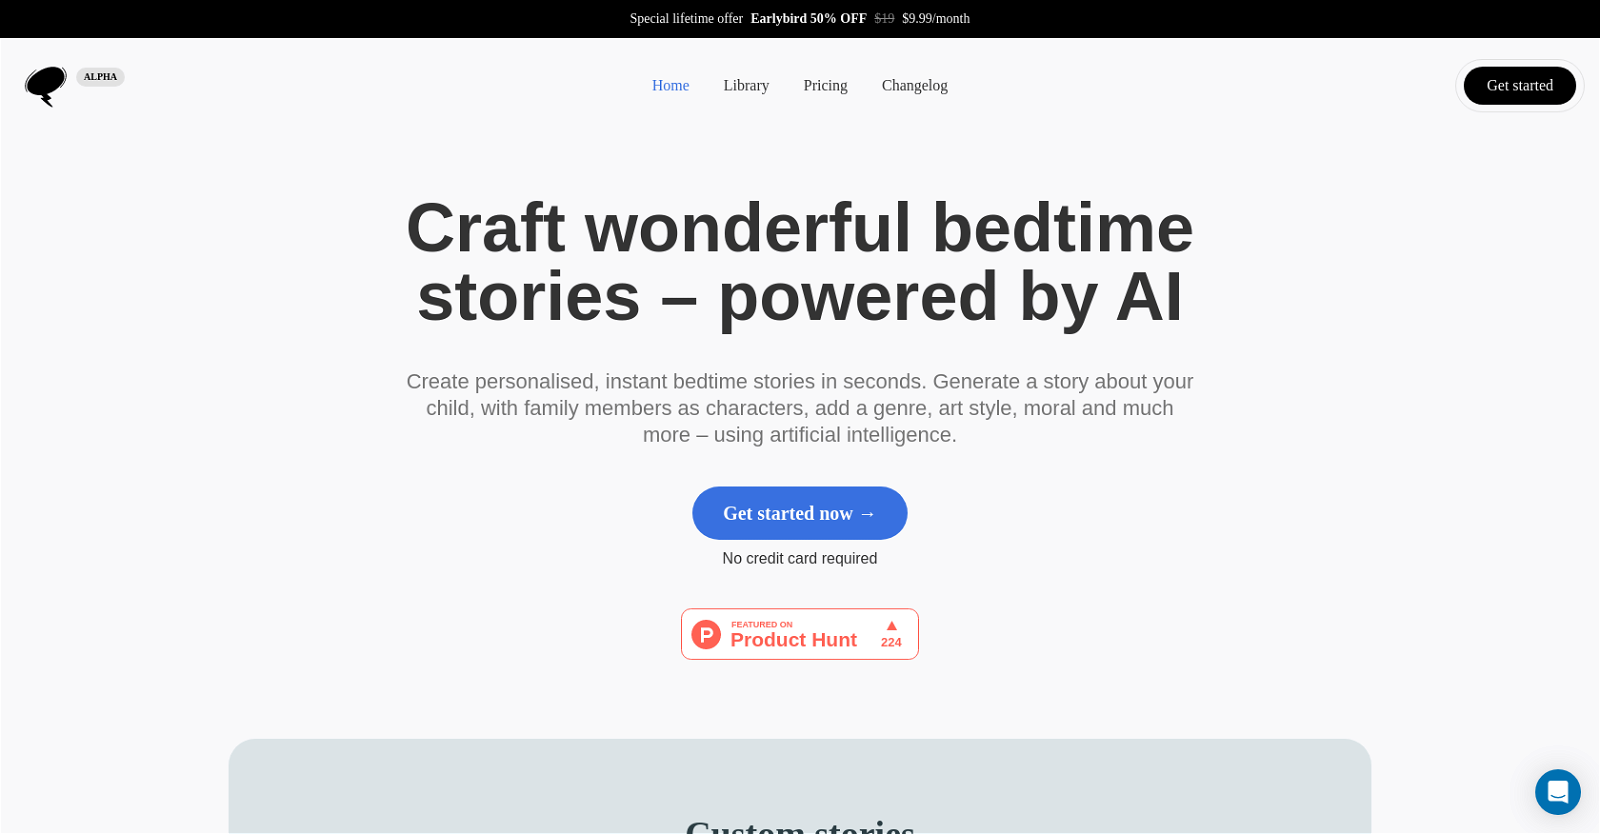 Special lifetime offer Earlybird 50% OFF $19 $9.99/month
ALPHA
Home Library Pricing Changelog
Get started
Craft wonderful bedtime
stories – powered by AI
Create personalised, instant bedtime stories in seconds. Generate a story about your
child, with family members as characters, add a genre, art style, moral and much
more – using artificial intelligence.
Get started now →
No credit card required
P
FEATURED ON
Product Hunt
224
Custom stories